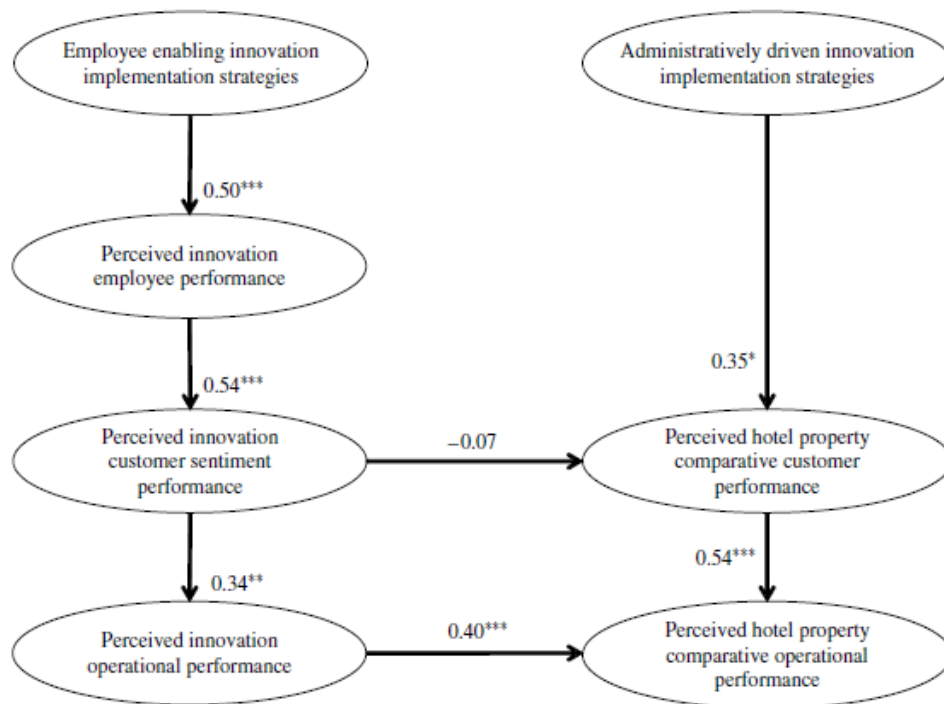 Employee enabling innovation
implementation strategies
Administratively driven innovation
implementation strategies
0.50***
Perceived innovation
employee performance
0.35*
0.54***
Perceived innovation
customer sentiment
performance
−0.07
Perceived hotel property
comparative customer
performance
0.34**
0.54***
Perceived innovation
operational performance
0.40***
Perceived hotel property
comparative operational
performance